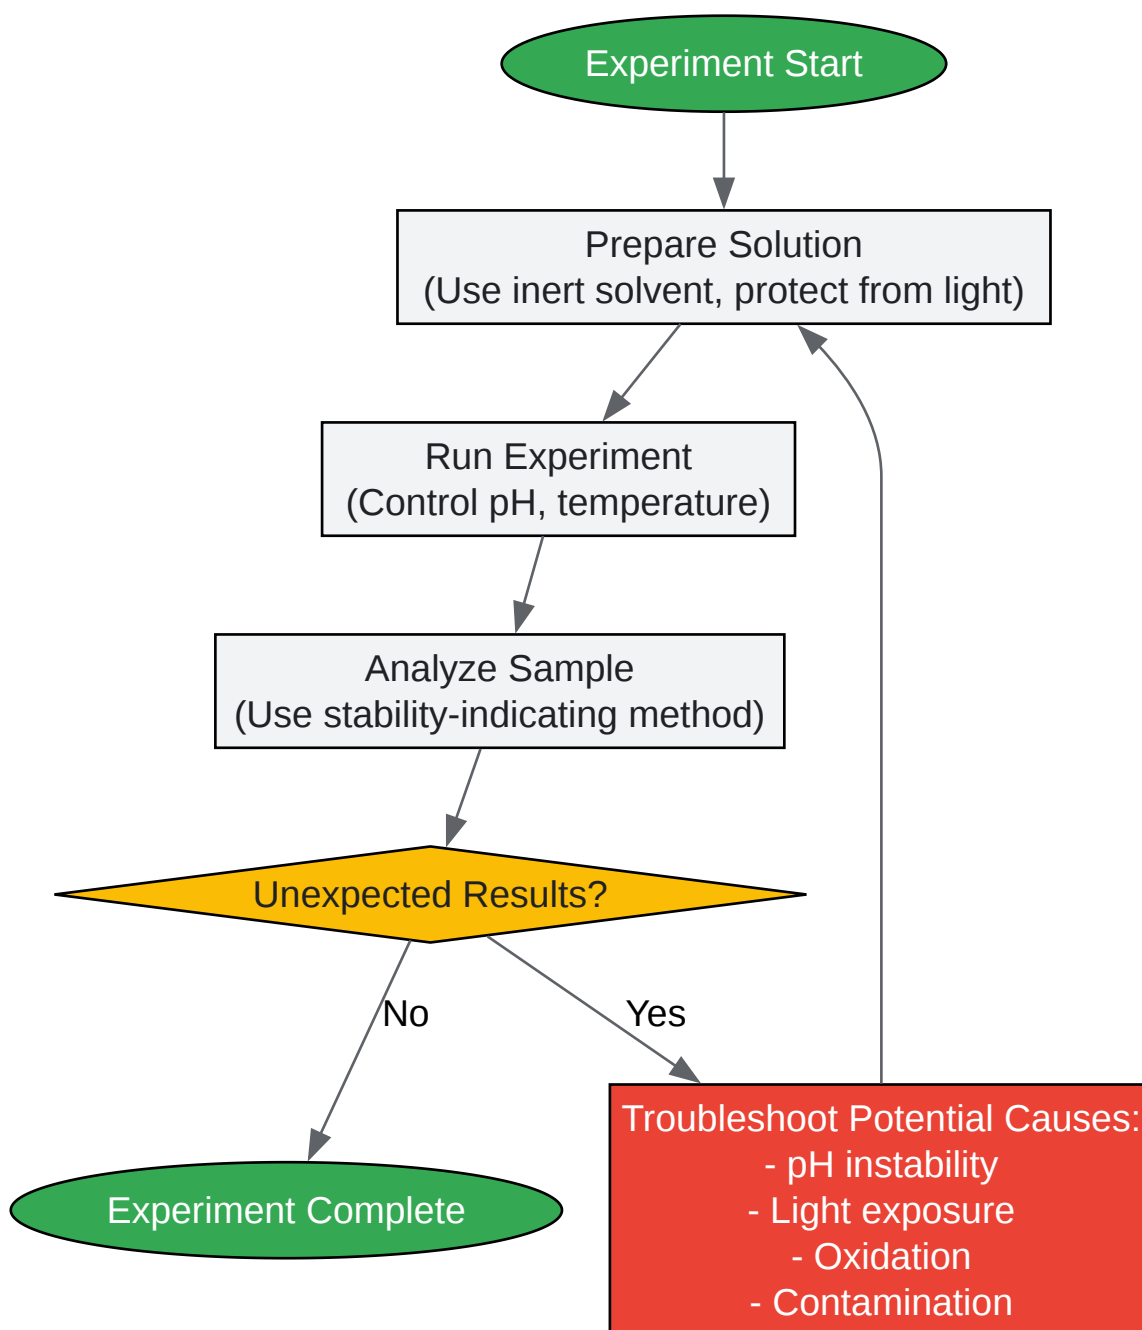 Experiment Start
Prepare Solution
(Use inert solvent, protect from light)
Run Experiment
(Control pH, temperature)
Analyze Sample
(Use stability-indicating method)
Unexpected Results?
No
Yes
Troubleshoot Potential Causes:
- pH instability
- Light exposure
- Oxidation
- Contamination
Experiment Complete